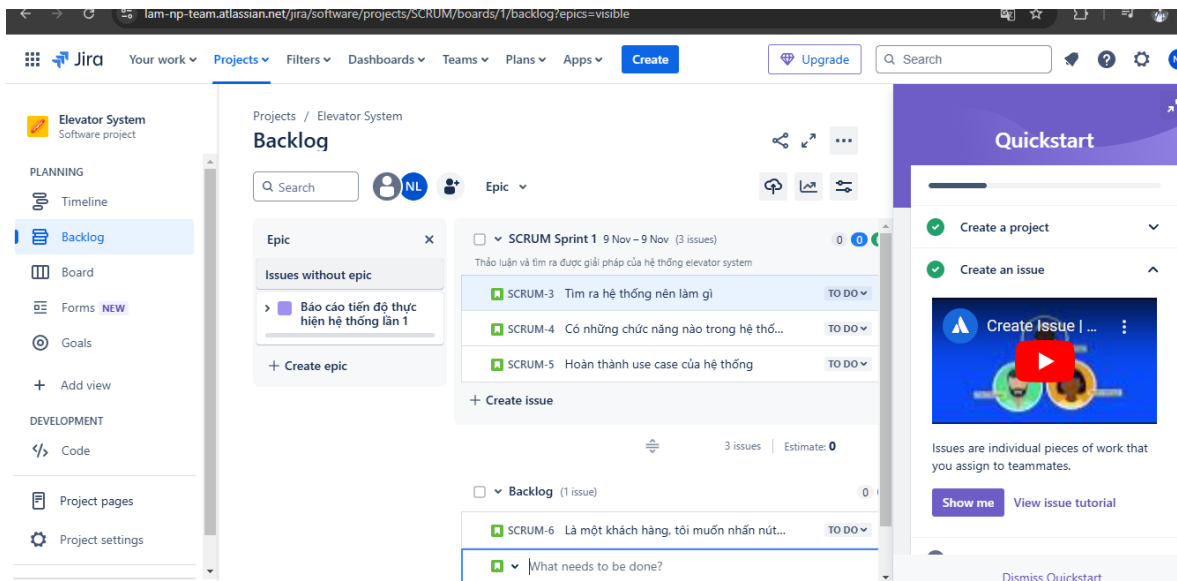 lam-np-team.atlassian.net/jira/software/projects/SCRUM/boards/1/backlog?epics=visible
Jira Your work Projects Filters Dashboards Teams Plans Apps Create Upgrade Search
Elevator System
Software project
PLANNING
Timeline
Backlog
Board
Forms NEW
Goals
Add view
DEVELOPMENT
Code
Project pages
Project settings
Projects / Elevator System
Backlog
Search NL Epic
Epic
Issues without epic
Báo cáo tiến độ thực
hiện hệ thống lần 1
+ Create epic
SCRUM Sprint 1 9 Nov – 9 Nov (3 issues) 0 0
Thảo luận và tìm ra được giải pháp của hệ thống elevator system
SCRUM-3 Tìm ra hệ thống nên làm gì TO DO
SCRUM-4 Có những chức năng nào trong hệ thố... TO DO
SCRUM-5 Hoàn thành use case của hệ thống TO DO
+ Create issue
3 issues Estimate: 0
Backlog (1 issue) 0
SCRUM-6 Là một khách hàng, tôi muốn nhấn nút... TO DO
What needs to be done?
Quickstart
Create a project
Create an issue
Create Issue | ...
Issues are individual pieces of work that
you assign to teammates.
Show me View issue tutorial
Dismiss Quickstart